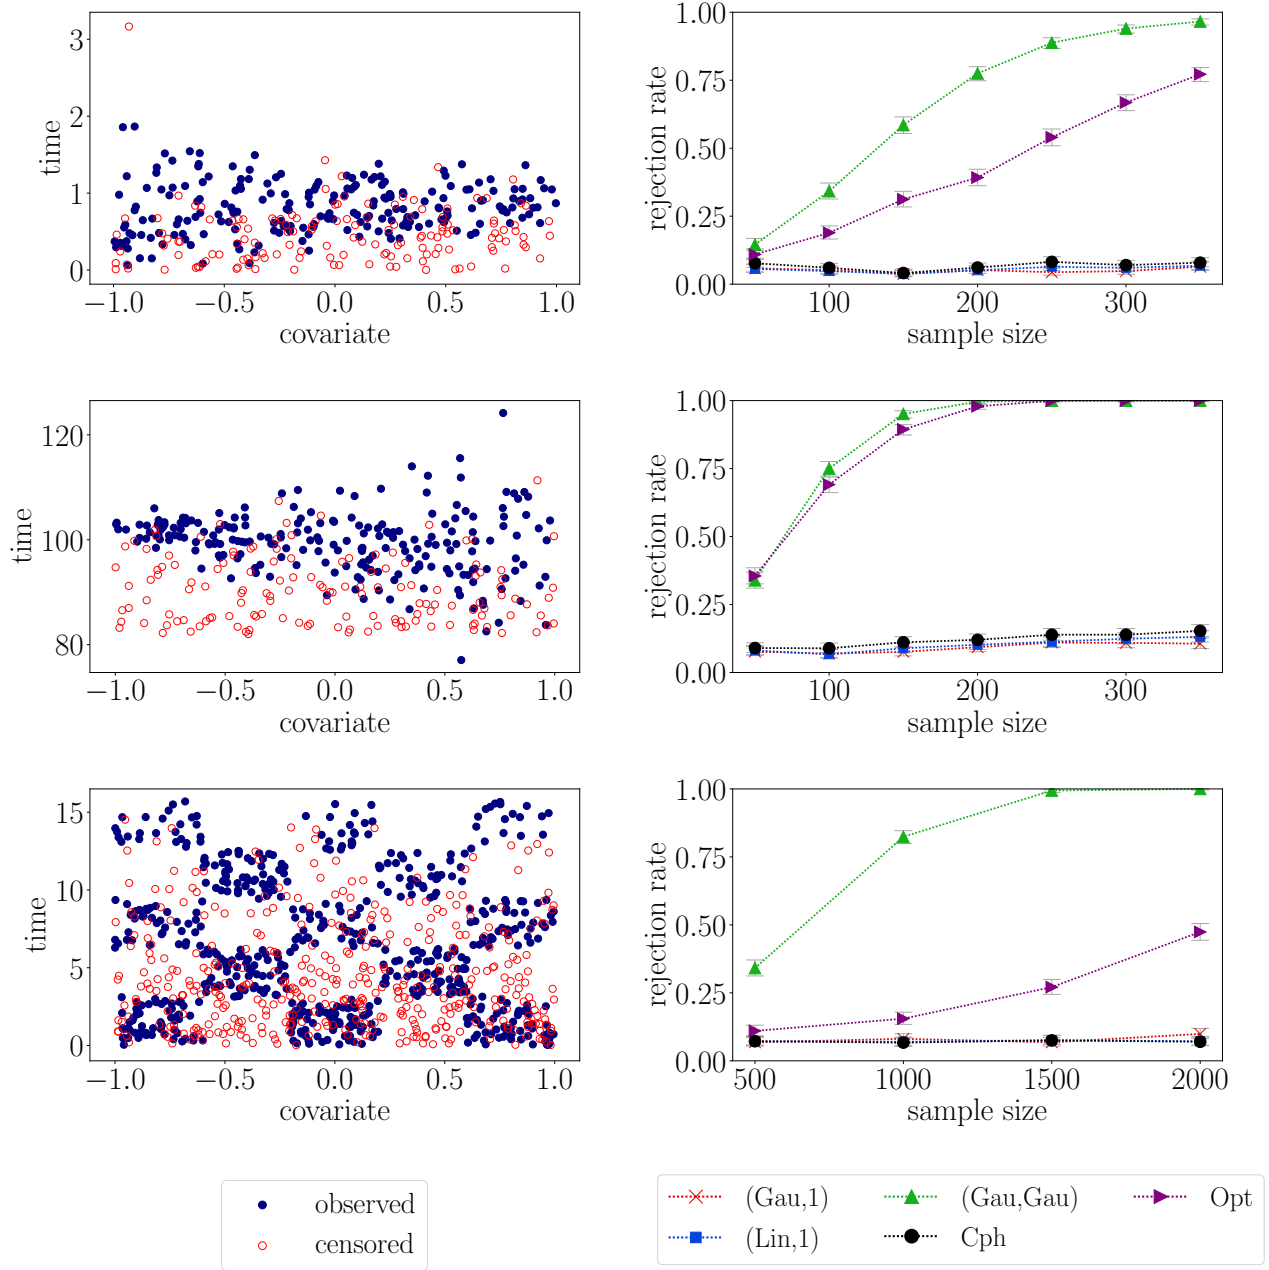 3
2
1
0
time
−1.0 −0.5 0.0 0.5 1.0
covariate
1.00
0.75
0.50
0.25
0.00
rejection rate
100 200 300
sample size
120
100
80
time
−1.0 −0.5 0.0 0.5 1.0
covariate
1.00
0.75
0.50
0.25
0.00
rejection rate
100 200 300
sample size
15
10
5
0
time
−1.0 −0.5 0.0 0.5 1.0
covariate
1.00
0.75
0.50
0.25
0.00
rejection rate
500 1000 1500 2000
sample size
observed
censored
(Gau,1) (Gau,Gau) Opt
(Lin,1) Cph